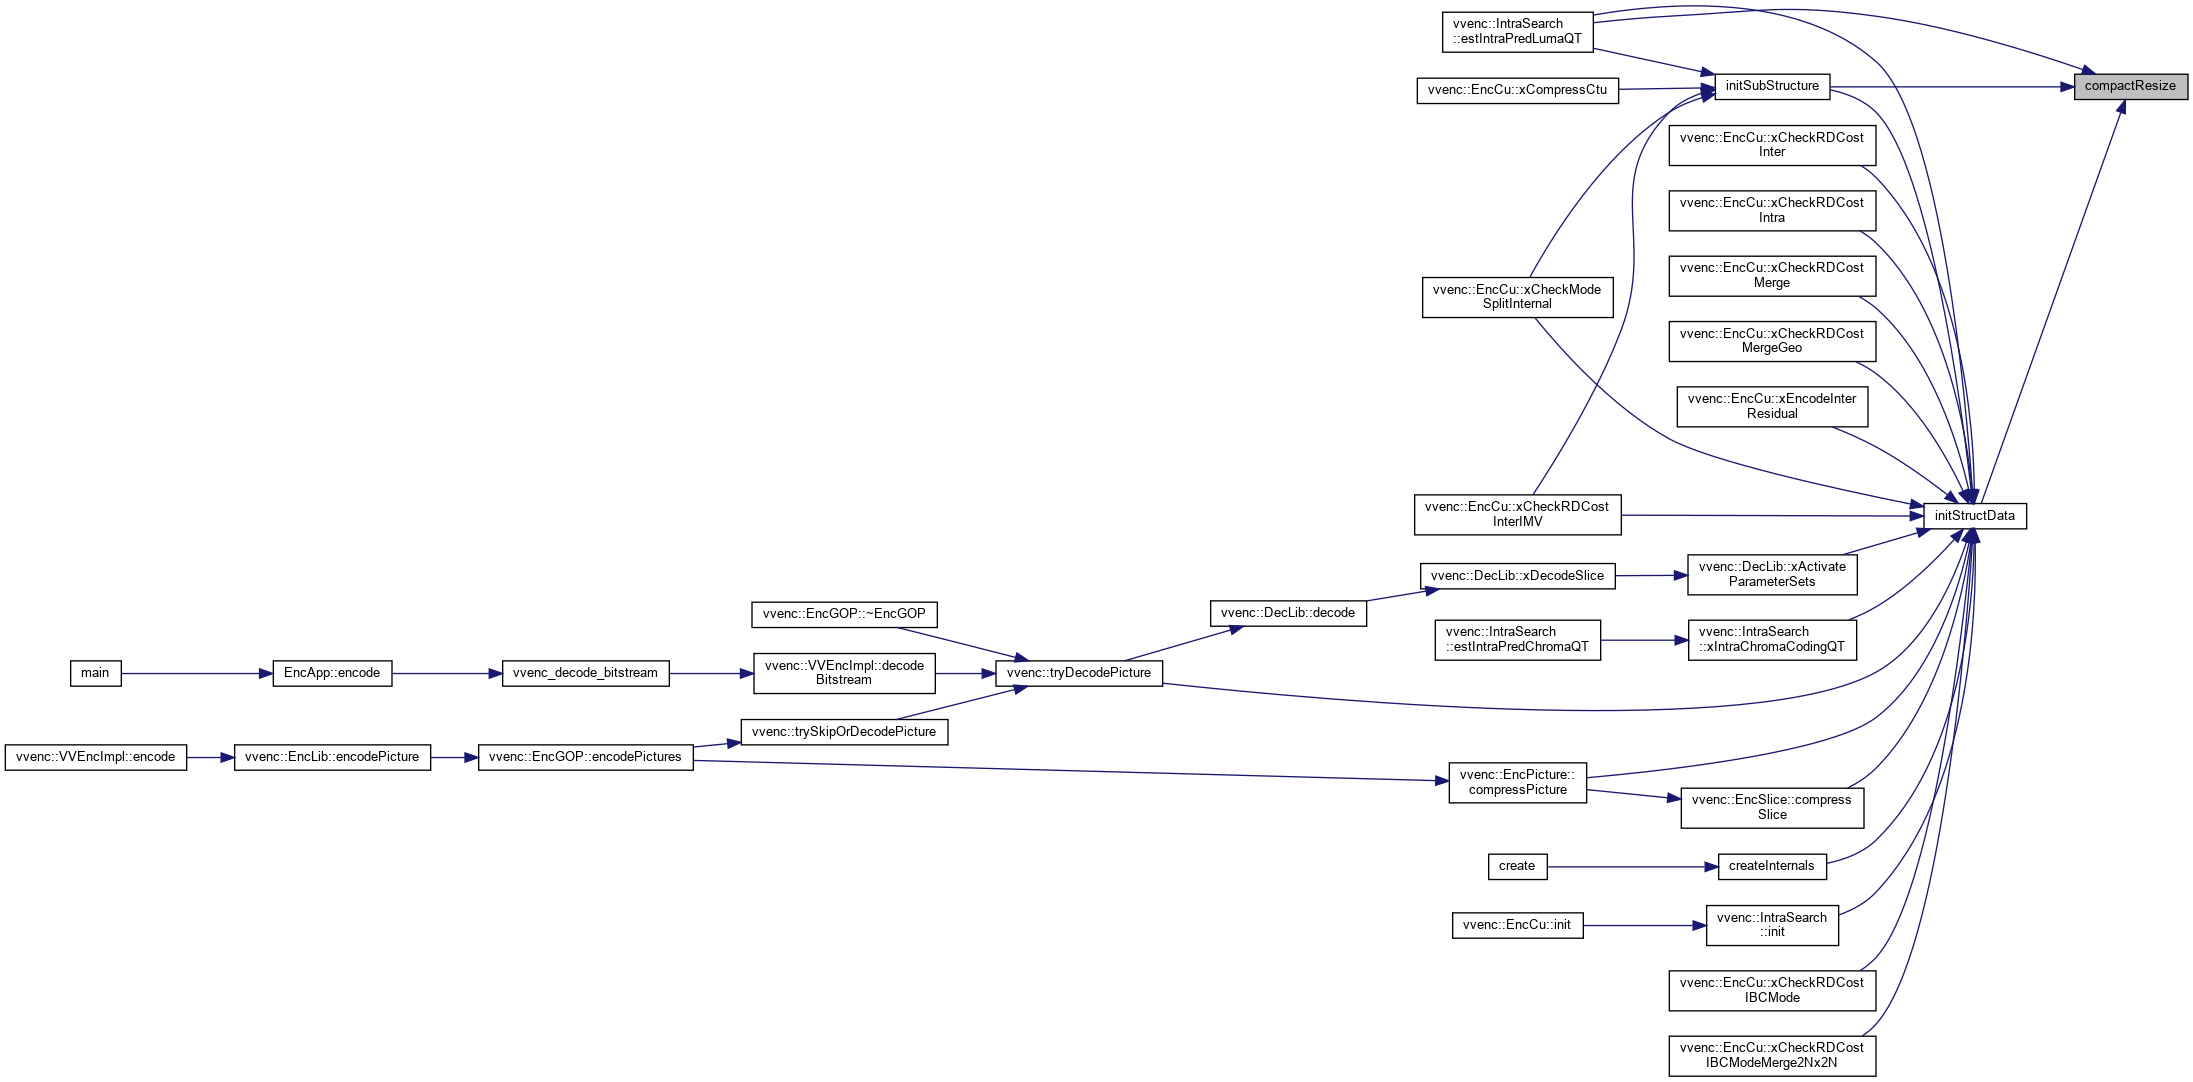 vvenc::IntraSearch
::estIntraPredLumaQT
compactResize
initSubStructure
vvenc::EncCu::xCompressCtu
vvenc::EncCu::xCheckRDCost
Inter
vvenc::EncCu::xCheckRDCost
Intra
vvenc::EncCu::xCheckRDCost
Merge
vvenc::EncCu::xCheckMode
SplitInternal
vvenc::EncCu::xCheckRDCost
MergeGeo
vvenc::EncCu::xEncodeInter
Residual
vvenc::EncCu::xCheckRDCost
InterIMV
initStructData
vvenc::DecLib::xActivate
ParameterSets
vvenc::DecLib::xDecodeSlice
vvenc::DecLib::decode
vvenc::EncGOP::~EncGOP
vvenc::IntraSearch
::estIntraPredChromaQT
vvenc::IntraSearch
::xIntraChromaCodingQT
main
EncApp::encode
vvenc_decode_bitstream
vvenc::VVEncImpl::decode
Bitstream
vvenc::tryDecodePicture
vvenc::trySkipOrDecodePicture
vvenc::VVEncImpl::encode
vvenc::EncLib::encodePicture
vvenc::EncGOP::encodePictures
vvenc::EncPicture::
compressPicture
vvenc::EncSlice::compress
Slice
create
createInternals
vvenc::EncCu::init
vvenc::IntraSearch
::init
vvenc::EncCu::xCheckRDCost
IBCMode
vvenc::EncCu::xCheckRDCost
IBCModeMerge2Nx2N